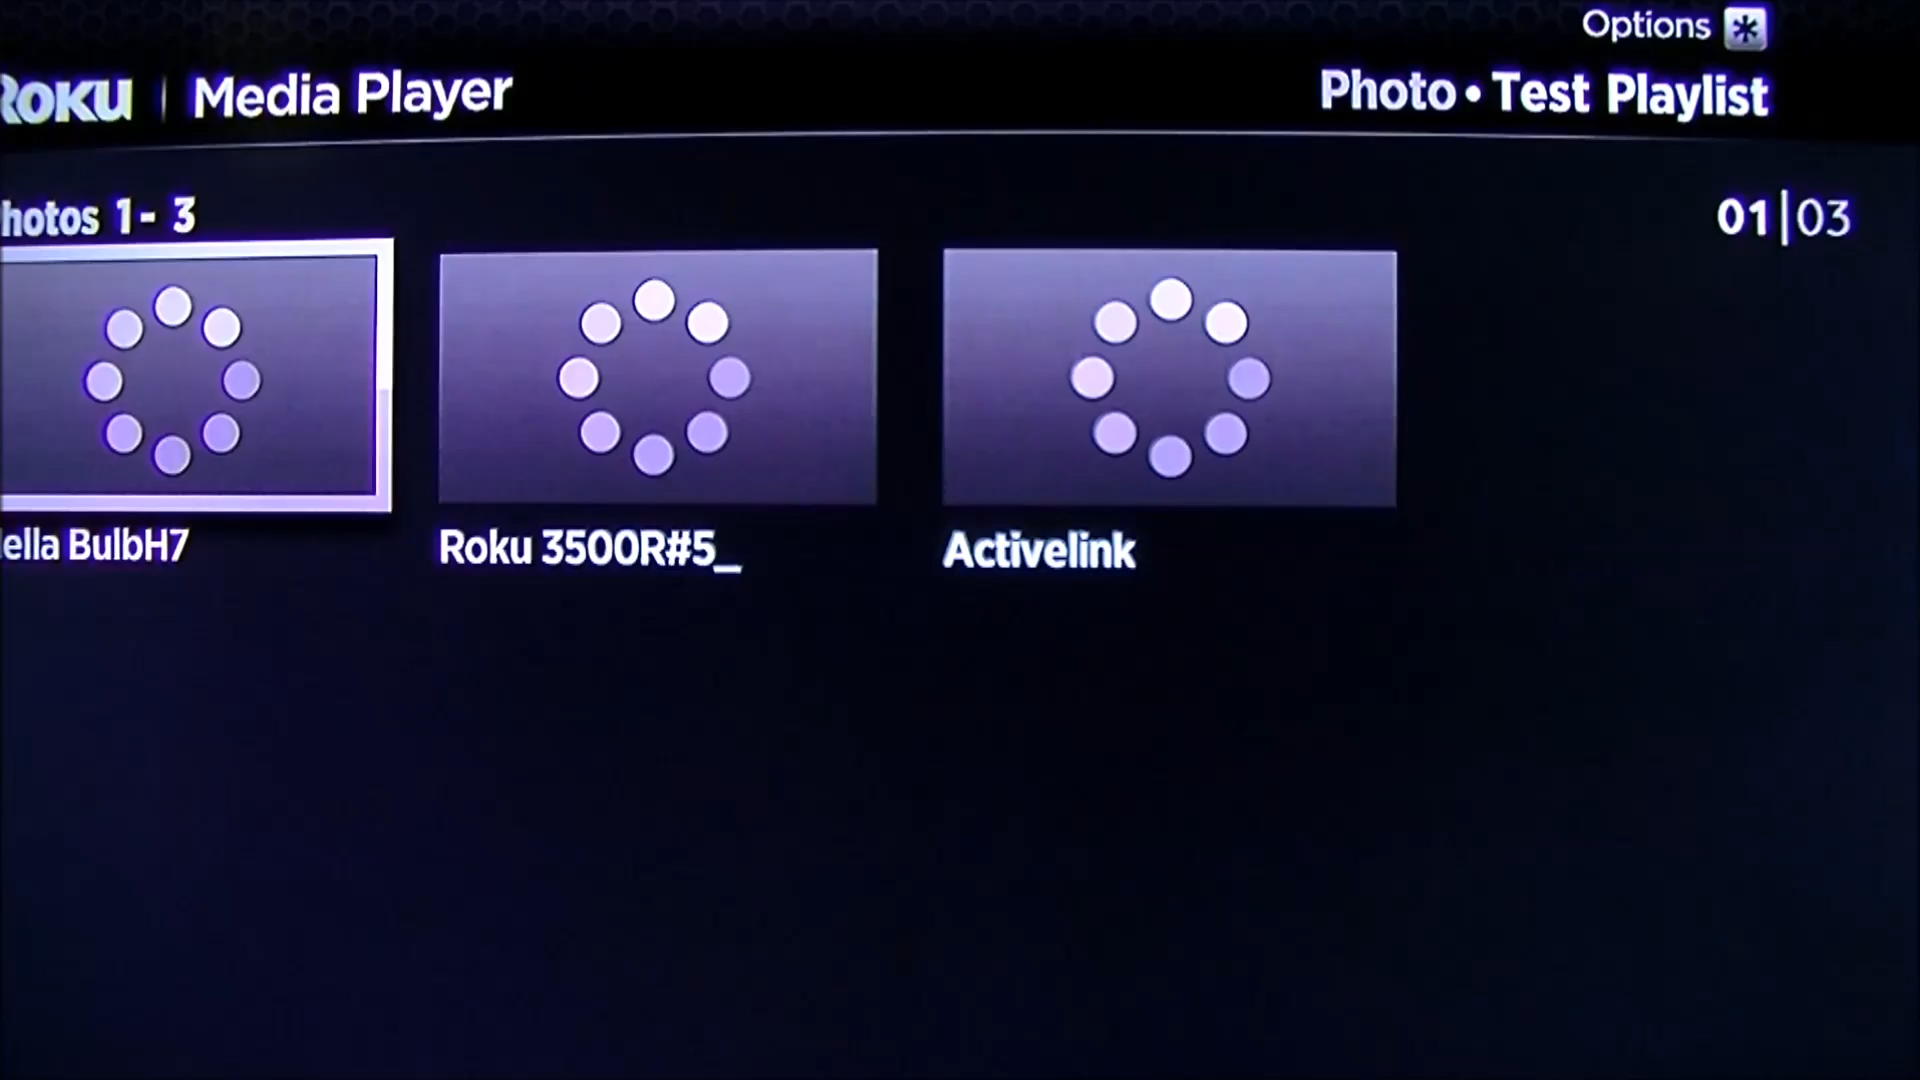 Options *
Roku | Media Player
Photo • Test Playlist
hotos 1 - 3
01|03
ella BulbH7
Roku 3500R#5_
Activelink